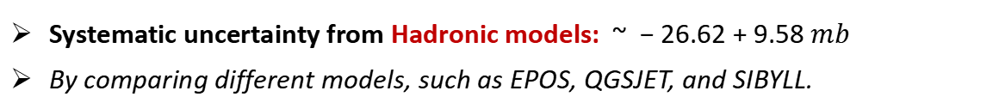 ➢ Systematic uncertainty from Hadronic models: ~ − 26.62 + 9.58 mb
➢ By comparing different models, such as EPOS, QGSJET, and SIBYLL.